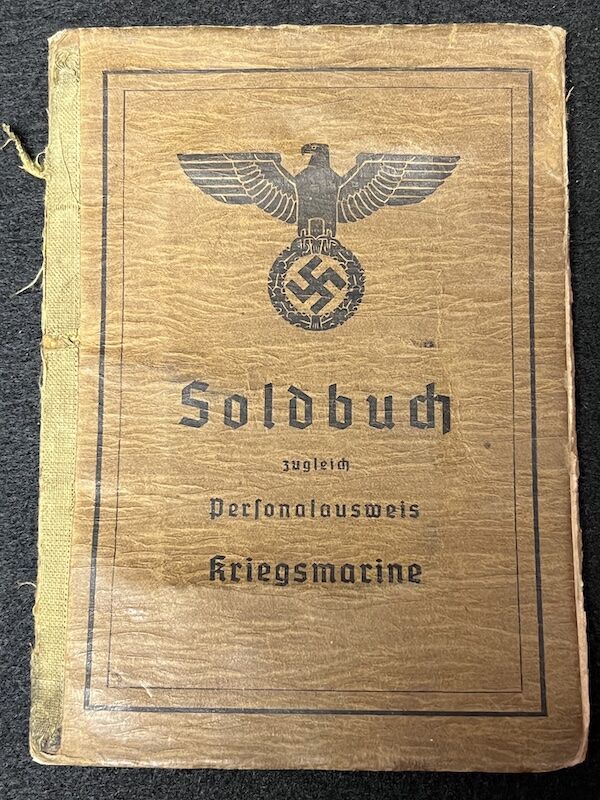 Soldbuch
zugleich
Personalausweis
Kriegsmarine